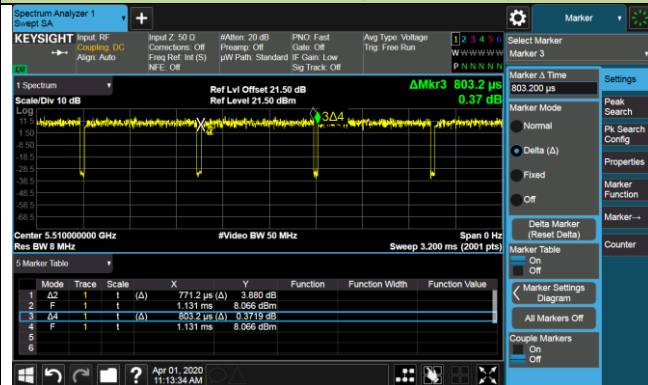 Spectrum Analyzer 1
Swept SA
Marker
KEYSIGHT
Input: RF
Coupling: DC
Align: Auto
Input Z: 50 Ω
Corrections: Off
Freq Ref: Int (S)
NFE: Off
#Atten: 20 dB
Preamp: Off
µW Path: Standard
PNO: Fast
Gate: Off
IF Gain: Low
Sig Track: Off
Avg Type: Voltage
Trig: Free Run
1 2 3 4 5 6
W W W W W W
P N N N N N
Select Marker
Marker 3
1 Spectrum
Scale/Div 10 dB
Ref Lvl Offset 21.50 dB
Ref Level 21.50 dBm
ΔMkr3 803.2 µs
0.37 dB
Log
11.5
1.50
-8.50
-18.5
-28.5
-38.5
-48.5
-58.5
-68.5
3Δ4
Center 5.510000000 GHz
Res BW 8 MHz
#Video BW 50 MHz
Span 0 Hz
Sweep 3.200 ms (2001 pts)
5 Marker Table
Mode Trace Scale X Y Function Function Width Function Value
1 Δ2 1 t (Δ) 771.2 µs (Δ) 3.880 dB
2 F 1 t 1.131 ms 8.066 dBm
3 Δ4 1 t (Δ) 803.2 µs (Δ) 0.3719 dB
4 F 1 t 1.131 ms 8.066 dBm
5
6
Marker Δ Time
803.200 µs
Marker Mode
Normal
Delta (Δ)
Fixed
Off
Delta Marker
(Reset Delta)
Marker Table
On
Off
Marker Settings
Diagram
All Markers Off
Couple Markers
On
Off
Settings
Peak
Search
Pk Search
Config
Properties
Marker
Function
Marker→
Counter
Apr 01, 2020
11:13:34 AM